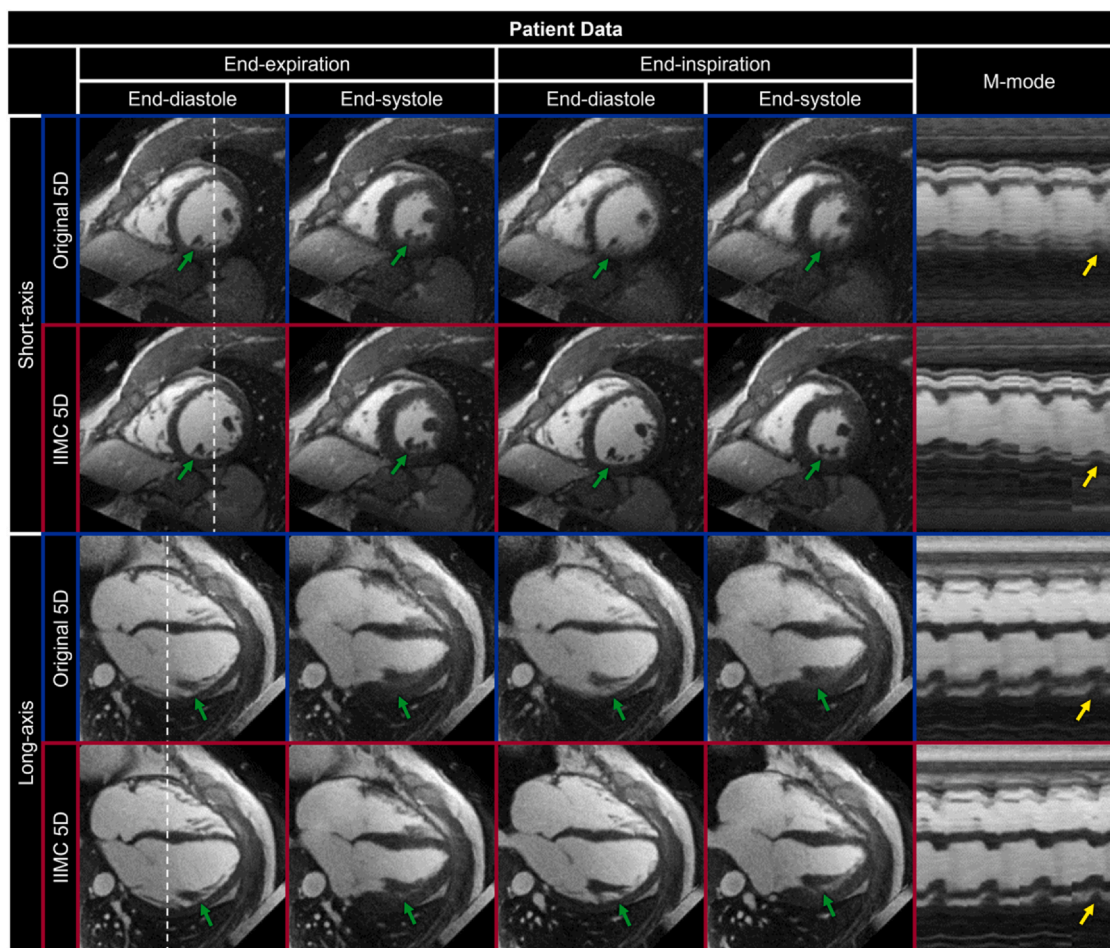 Patient Data
End-expiration
End-inspiration
M-mode
End-diastole
End-systole
End-diastole
End-systole
Short-axis
Original 5D
IIMC 5D
Long-axis
Original 5D
IIMC 5D